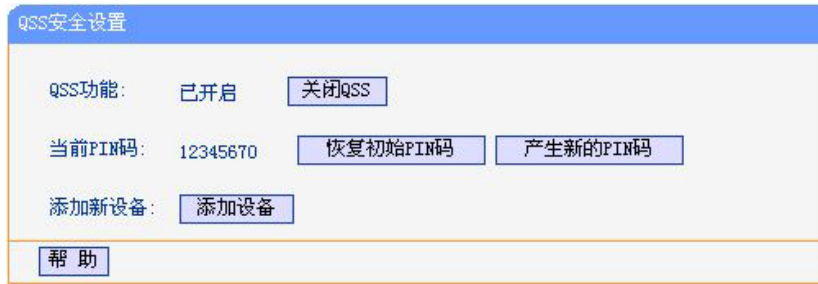 QSS安全设置
QSS功能: 已开启 关闭QSS
当前PIN码: 12345670 恢复初始PIN码 产生新的PIN码
添加新设备: 添加设备
帮 助